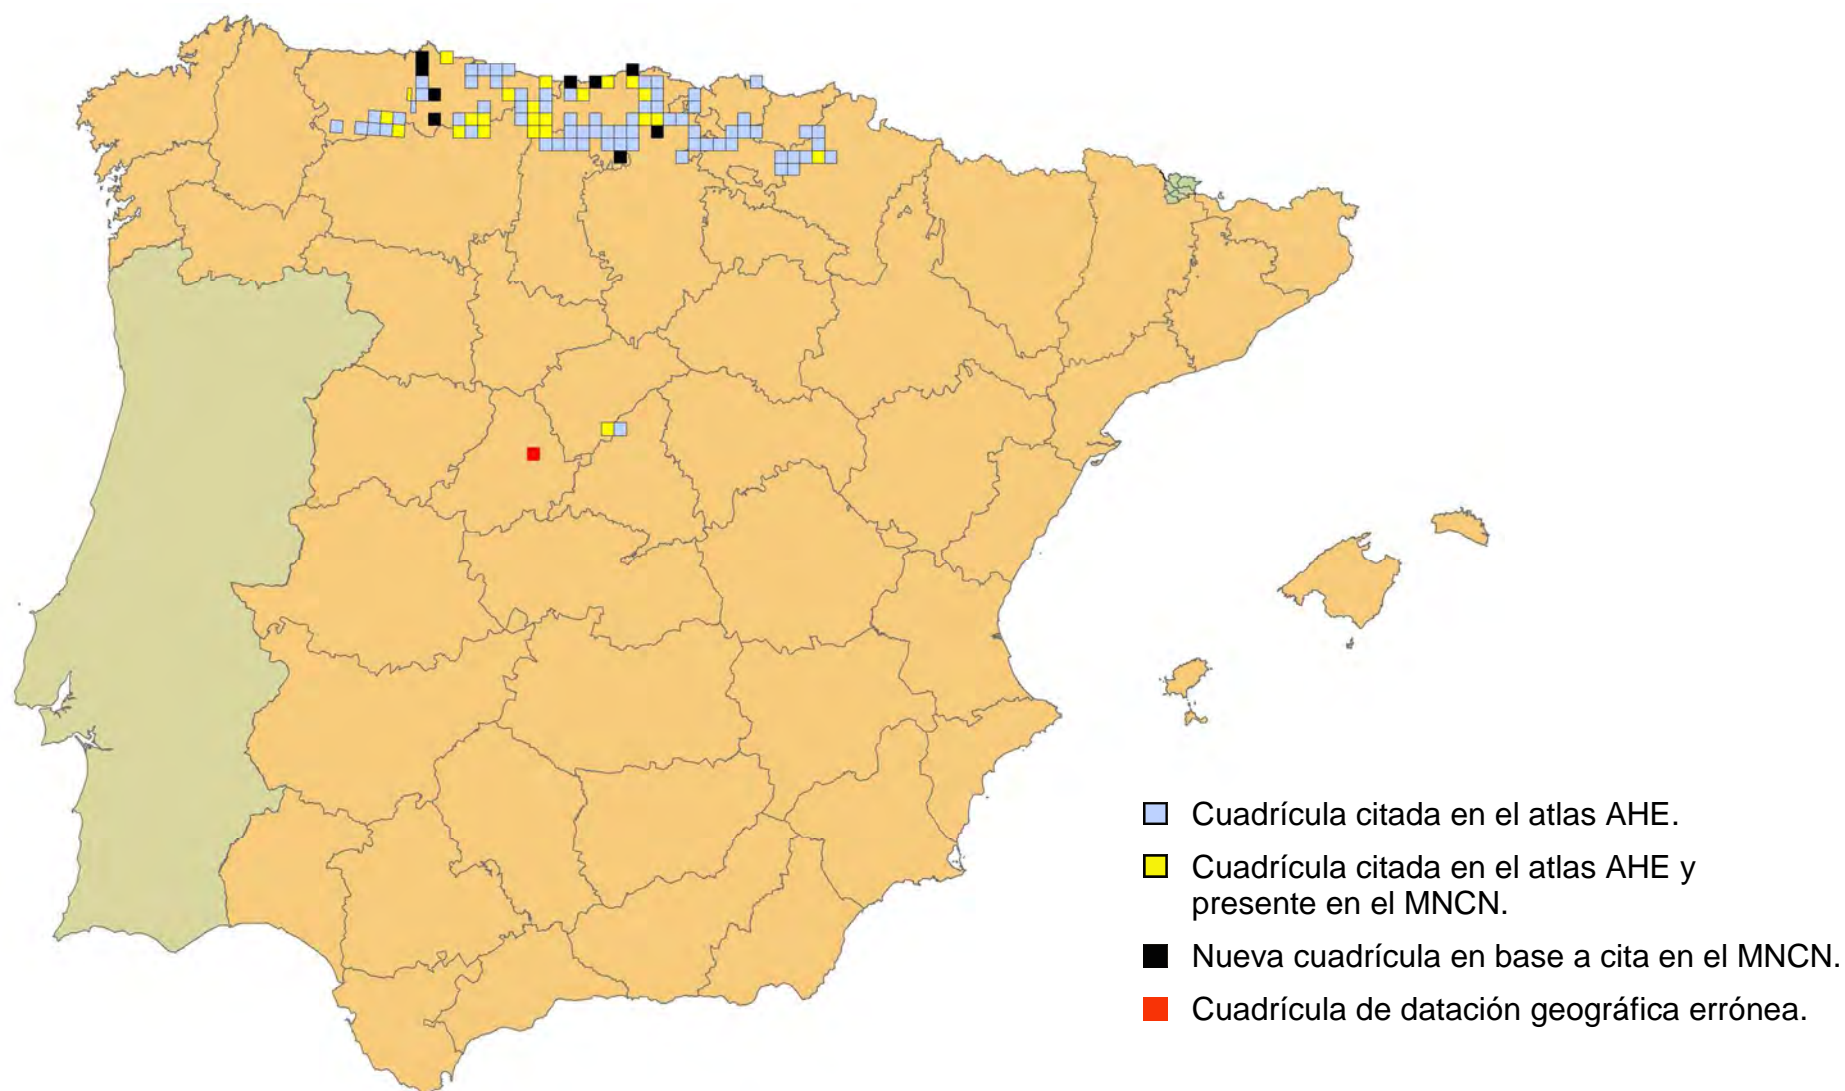 Cuadrícula citada en el atlas AHE.
Cuadrícula citada en el atlas AHE y
presente en el MNCN.
Nueva cuadrícula en base a cita en el MNCN.
Cuadrícula de datación geográfica errónea.